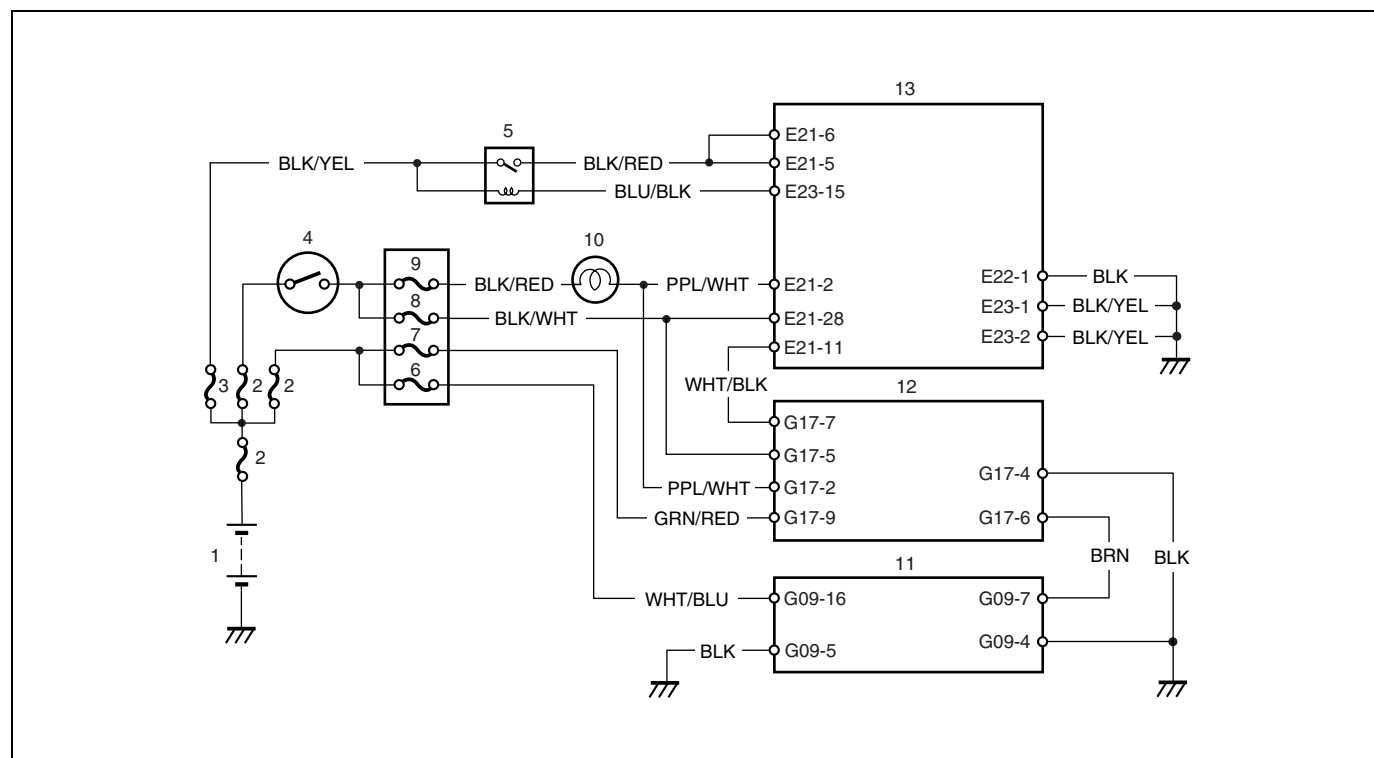 13
5
E21-6
BLK/YEL BLK/RED E21-5
BLU/BLK E23-15
4 10
9 E22-1 BLK
BLK/RED PPL/WHT E21-2
8 E23-1 BLK/YEL
BLK/WHT E21-28
7 E23-2 BLK/YEL
E21-11
6
3 2 2 WHT/BLK 12
G17-7
2 G17-5
G17-4
PPL/WHT G17-2
GRN/RED G17-9 G17-6
1 11 BRN BLK
WHT/BLU G09-16 G09-7
G09-4
BLK G09-5